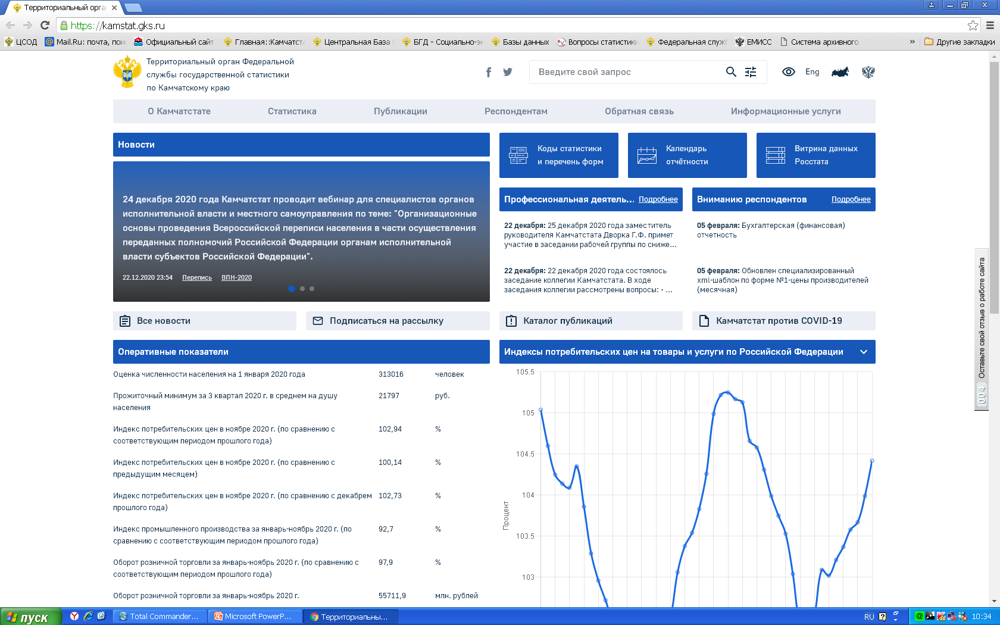 Территориальный орга
https://kamstat.gks.ru
ЦСОД
Mail.Ru: почта, пои
Официальный сайт
Главная::Камчатста
Центральная База
БГД - Социально-эк
Базы данных
Вопросы статистики
Федеральная служб
ЕМИСС
Система архивного
»
Другие закладки
Территориальный орган Федеральной
службы государственной статистики
по Камчатскому краю
Введите свой запрос
Eng
О Камчатстате
Статистика
Публикации
Респондентам
Обратная связь
Информационные услуги
Новости
24 декабря 2020 года Камчатстат проводит вебинар для специалистов органов
исполнительной власти и местного самоуправления по теме: "Организационные
основы проведения Всероссийской переписи населения в части осуществления
переданных полномочий Российской Федерации органам исполнительной
власти субъектов Российской Федерации".
22.12.2020 23:54 Перепись ВПН-2020
Коды статистики
и перечень форм
Календарь
отчётности
Витрина данных
Росстата
Профессиональная деятель... Подробнее
22 декабря: 25 декабря 2020 года заместитель
руководителя Камчатстата Дворка Г.Ф. примет
участие в заседании рабочей группы по сниже...
22 декабря: 22 декабря 2020 года состоялось
заседание коллегии Камчатстата. В ходе
заседания коллегии рассмотрены вопросы: • ...
Вниманию респондентов Подробнее
05 февраля: Бухгалтерская (финансовая)
отчетность
05 февраля: Обновлен специализированный
xml-шаблон по форме №1-цены производителей
(месячная)
Оставьте свой отзыв о работе сайта
004
Все новости
Подписаться на рассылку
Каталог публикаций
Камчатстат против COVID-19
Оперативные показатели
Оценка численности населения на 1 января 2020 года 313016 человек
Прожиточный минимум за 3 квартал 2020 г. в среднем на душу 21797 руб.
населения
Индекс потребительских цен в ноябре 2020 г. (по сравнению с 102,94 %
соответствующим периодом прошлого года)
Индекс потребительских цен в ноябре 2020 г. (по сравнению с 100,14 %
предыдущим месяцем)
Индекс потребительских цен в ноябре 2020 г. (по сравнению с декабрем 102,73 %
прошлого года)
Индекс промышленного производства за январь-ноябрь 2020 г. (по 92,7 %
сравнению с соответствующим периодом прошлого года)
Оборот розничной торговли за январь-ноябрь 2020 г. (по сравнению с 97,9 %
соответствующим периодом прошлого года)
Оборот розничной торговли за январь-ноябрь 2020 г. 55711,9 млн. рублей
Индексы потребительских цен на товары и услуги по Российской Федерации
105.5
105
104.5
104
103.5
103
Процент
пуск
Total Commander...
Microsoft PowerP...
Территориальны...
RU
10:34